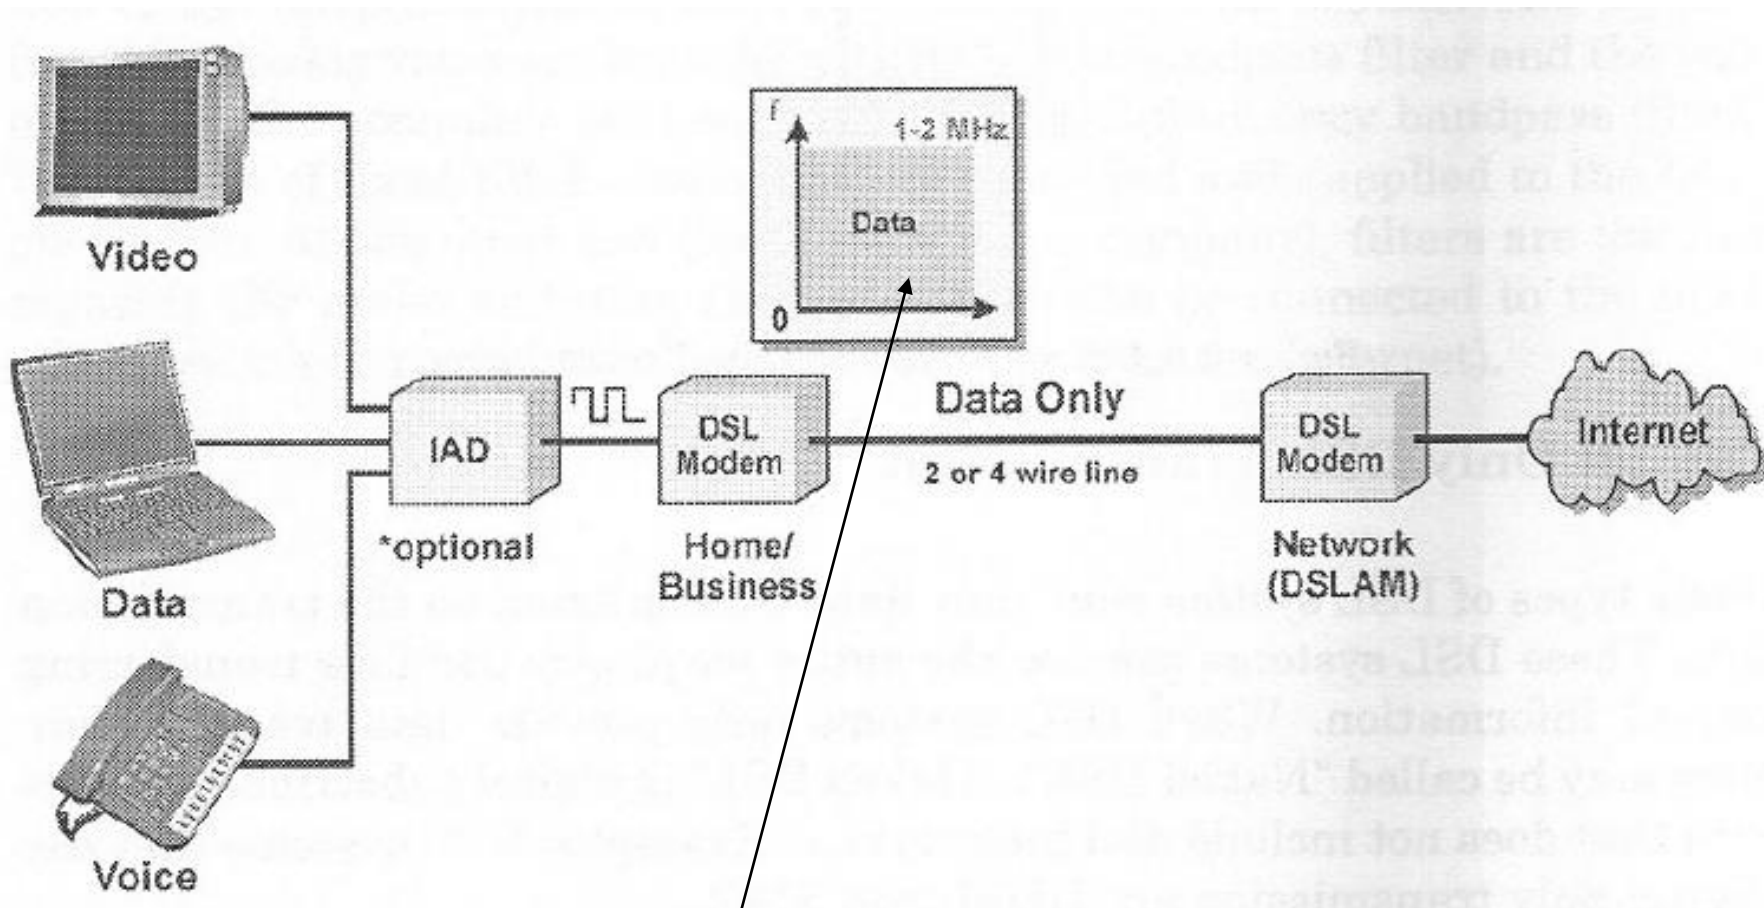 Video
Data
Voice
IAD
*optional
DSL
Modem
Home/
Business
f
1-2 MHz
Data
0
Data Only
2 or 4 wire line
DSL
Modem
Network
(DSLAM)
Internet